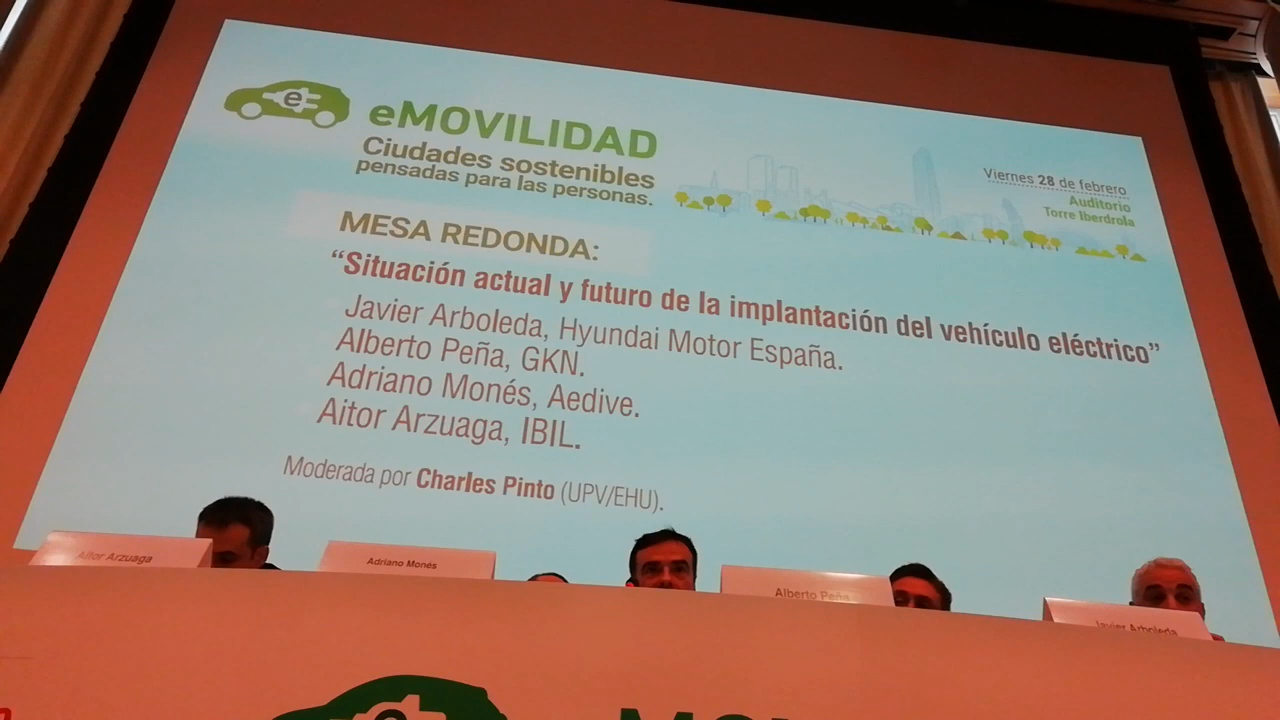 e
eMOVILIDAD
Ciudades sostenibles
pensadas para las personas.
Viernes 28 de febrero
Auditorio
Torre Iberdrola
MESA REDONDA:
“Situación actual y futuro de la implantación del vehículo eléctrico”
Javier Arboleda, Hyundai Motor España.
Alberto Peña, GKN.
Adriano Monés, Aedive.
Aitor Arzuaga, IBIL.
Moderada por Charles Pinto (UPV/EHU).
Aitor Arzuaga
Adriano Monés
Alberto Peña
Javier Arboleda